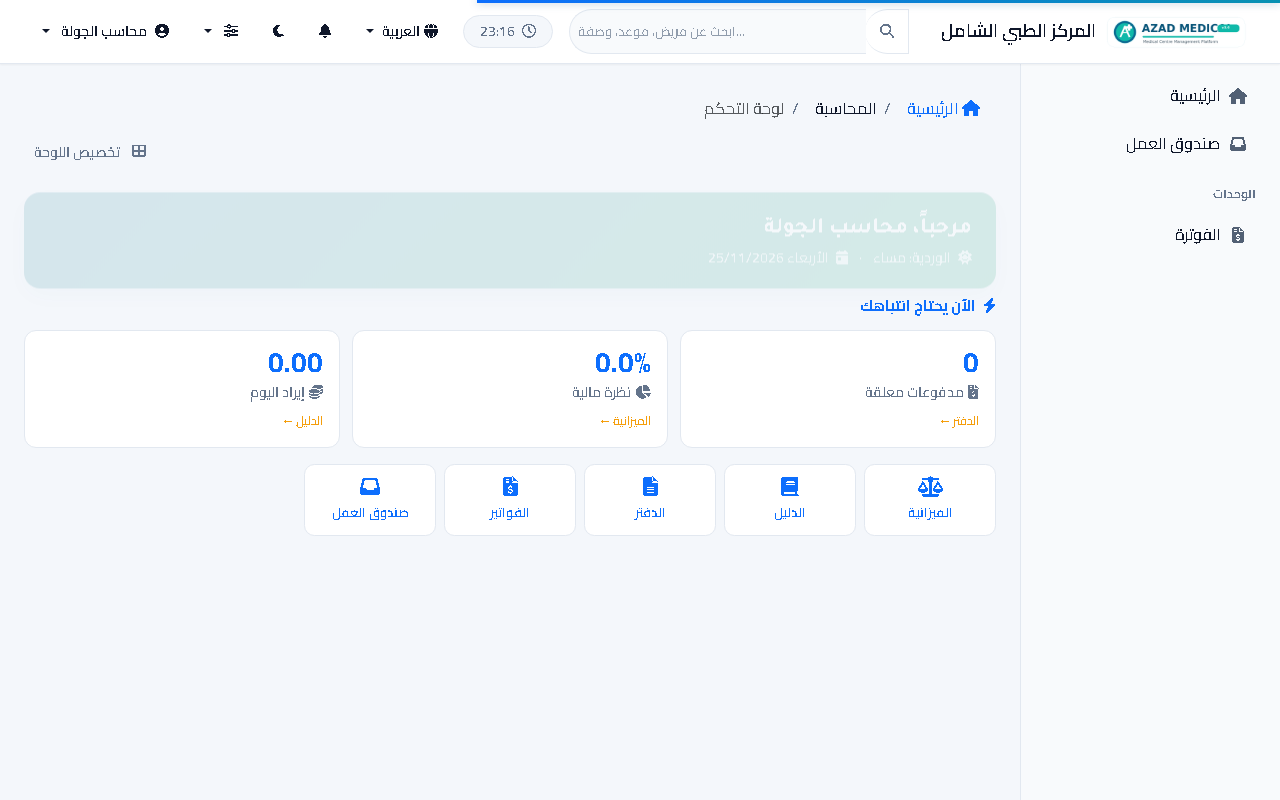 AZAD MEDIC
Medical Centre Management Platform
المركز الطبي الشامل
ابحث عن مريض، موعد، وصفة...
23:16
العربية
محاسب الجولة
الرئيسية
صندوق العمل
الوحدات
الفوترة
الرئيسية / المحاسبة / لوحة التحكم
تخصيص اللوحة
مرحباً، محاسب الجولة
الوردية: مساء · الأربعاء 25/11/2026
الآن يحتاج انتباهك
0
مدفوعات معلقة
الدفتر ←
0.0%
نظرة مالية
الميزانية ←
0.00
إيراد اليوم
الدليل ←
الميزانية
الدليل
الدفتر
الفواتير
صندوق العمل